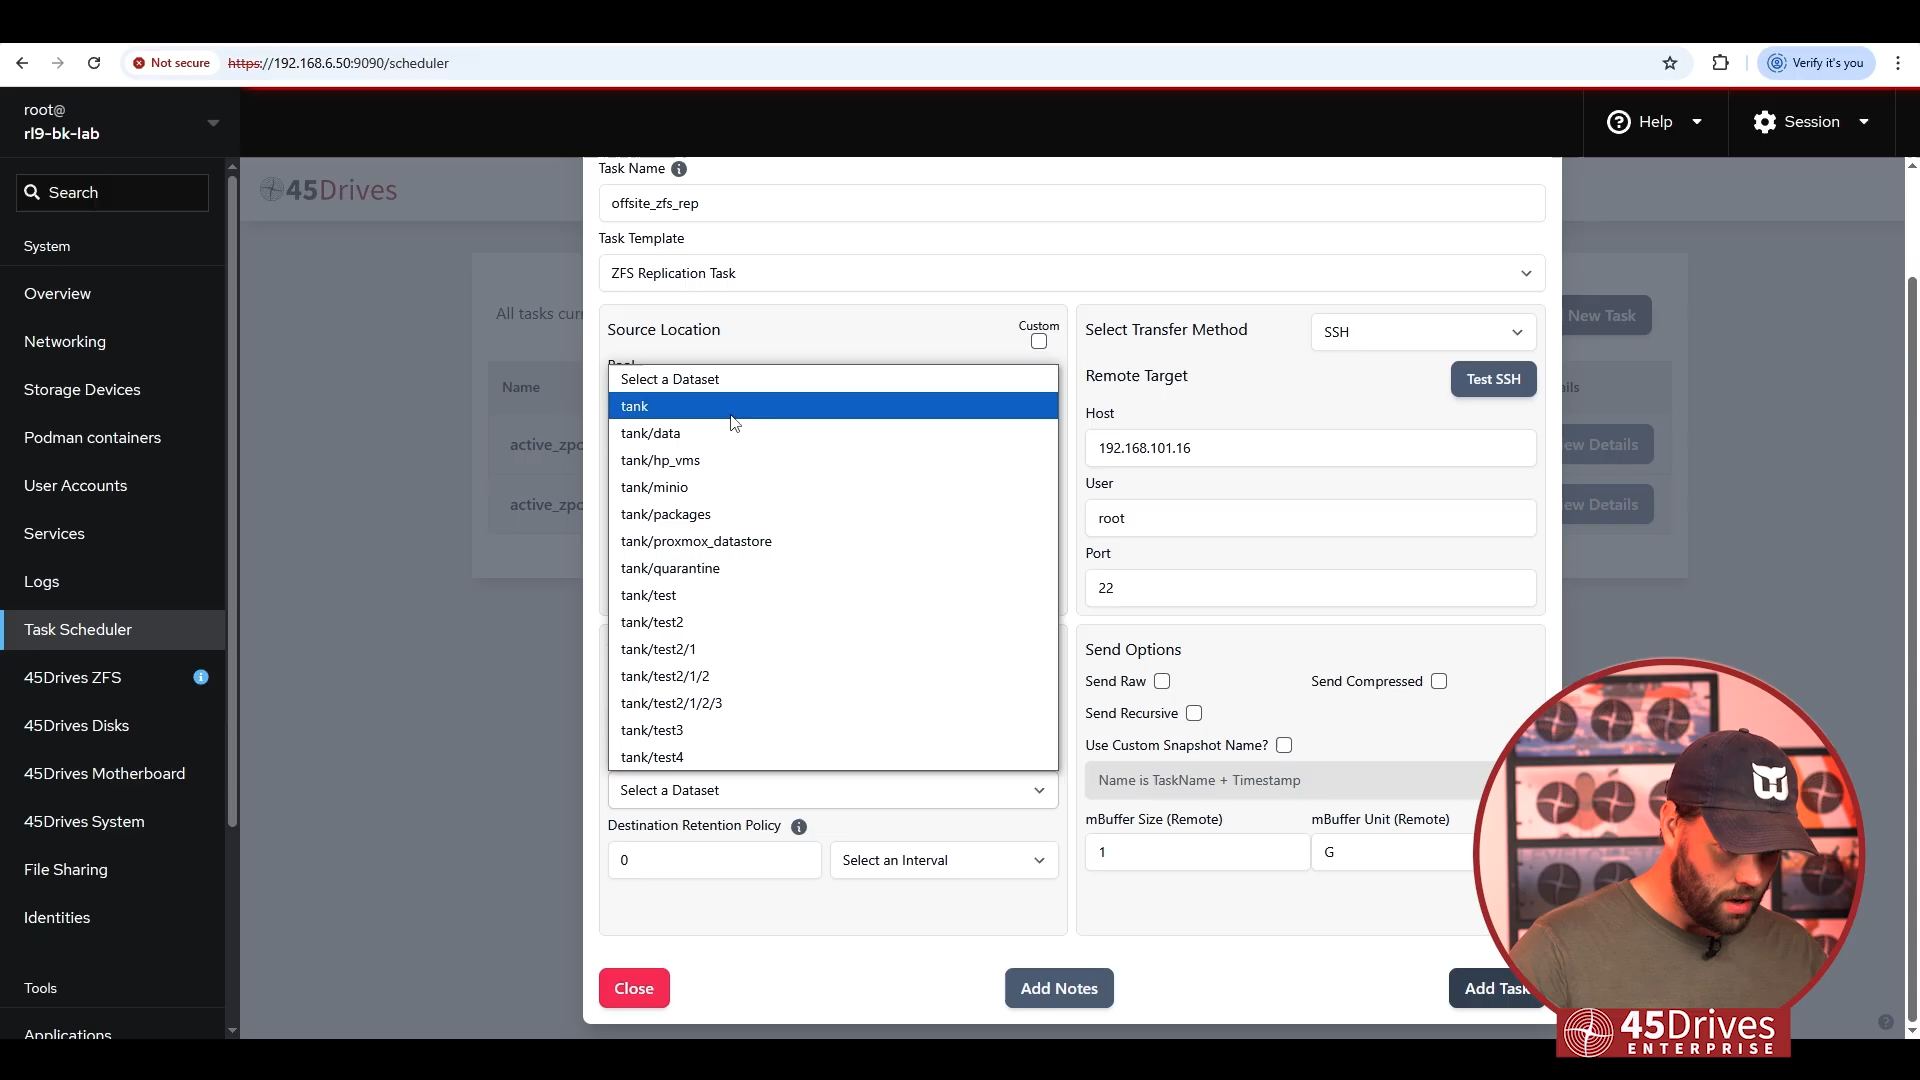 Not secure
https://192.168.6.50:9090/scheduler
Verify it's you
root@
rl9-bk-lab
Help
Session
Search
System
Overview
Networking
Storage Devices
Podman containers
User Accounts
Services
Logs
Task Scheduler
45Drives ZFS
45Drives Disks
45Drives Motherboard
45Drives System
File Sharing
Identities
Tools
Applications
45Drives
All tasks cur
New Task
Name
ails
active_zpo
ew Details
active_zpo
ew Details
Task Name
offsite_zfs_rep
Task Template
ZFS Replication Task
Source Location
Custom
Pool
Select a Dataset
tank
tank/data
tank/hp_vms
tank/minio
tank/packages
tank/proxmox_datastore
tank/quarantine
tank/test
tank/test2
tank/test2/1
tank/test2/1/2
tank/test2/1/2/3
tank/test3
tank/test4
Select a Dataset
Destination Retention Policy
0
Select an Interval
Select Transfer Method
SSH
Remote Target
Test SSH
Host
192.168.101.16
User
root
Port
22
Send Options
Send Raw
Send Compressed
Send Recursive
Use Custom Snapshot Name?
Name is TaskName + Timestamp
mBuffer Size (Remote)
mBuffer Unit (Remote)
1
G
Close
Add Notes
Add Task
45Drives
ENTERPRISE